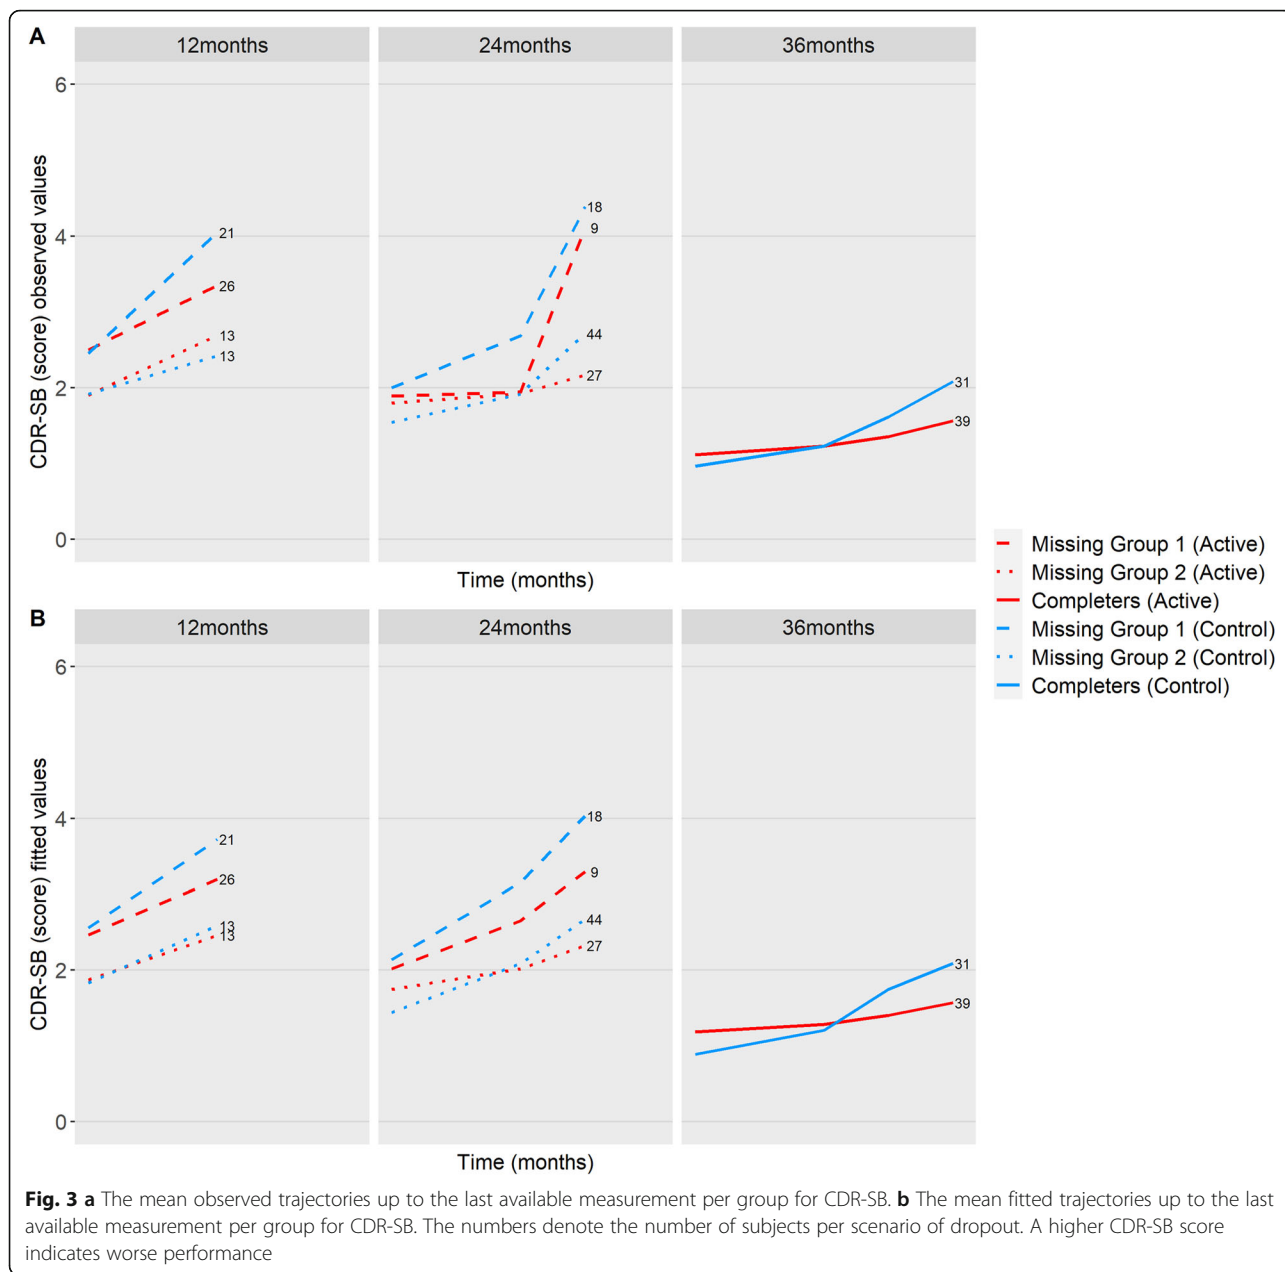 A
12months
24months
36months
CDR-SB (score) observed values
6
4
2
0
21
26
13
13
18
9
44
27
31
39
Time (months)
Missing Group 1 (Active)
Missing Group 2 (Active)
Completers (Active)
Missing Group 1 (Control)
Missing Group 2 (Control)
Completers (Control)
B
12months
24months
36months
CDR-SB (score) fitted values
6
4
2
0
21
26
13
13
18
9
44
27
31
39
Time (months)
Fig. 3 a The mean observed trajectories up to the last available measurement per group for CDR-SB. b The mean fitted trajectories up to the last
available measurement per group for CDR-SB. The numbers denote the number of subjects per scenario of dropout. A higher CDR-SB score
indicates worse performance